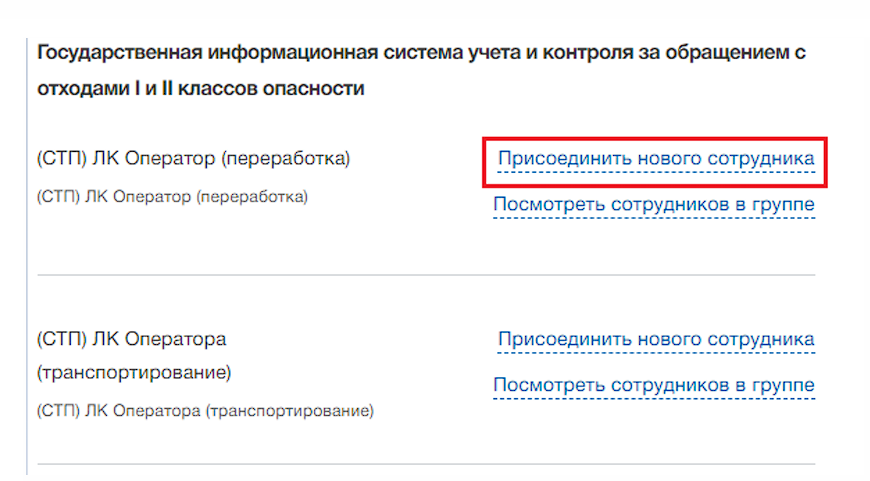 Государственная информационная система учета и контроля за обращением с
отходами I и II классов опасности
(СТП) ЛК Оператор (переработка)
Присоединить нового сотрудника
(СТП) ЛК Оператор (переработка)
Посмотреть сотрудников в группе
(СТП) ЛК Оператора
Присоединить нового сотрудника
(транспортирование)
Посмотреть сотрудников в группе
(СТП) ЛК Оператора (транспортирование)